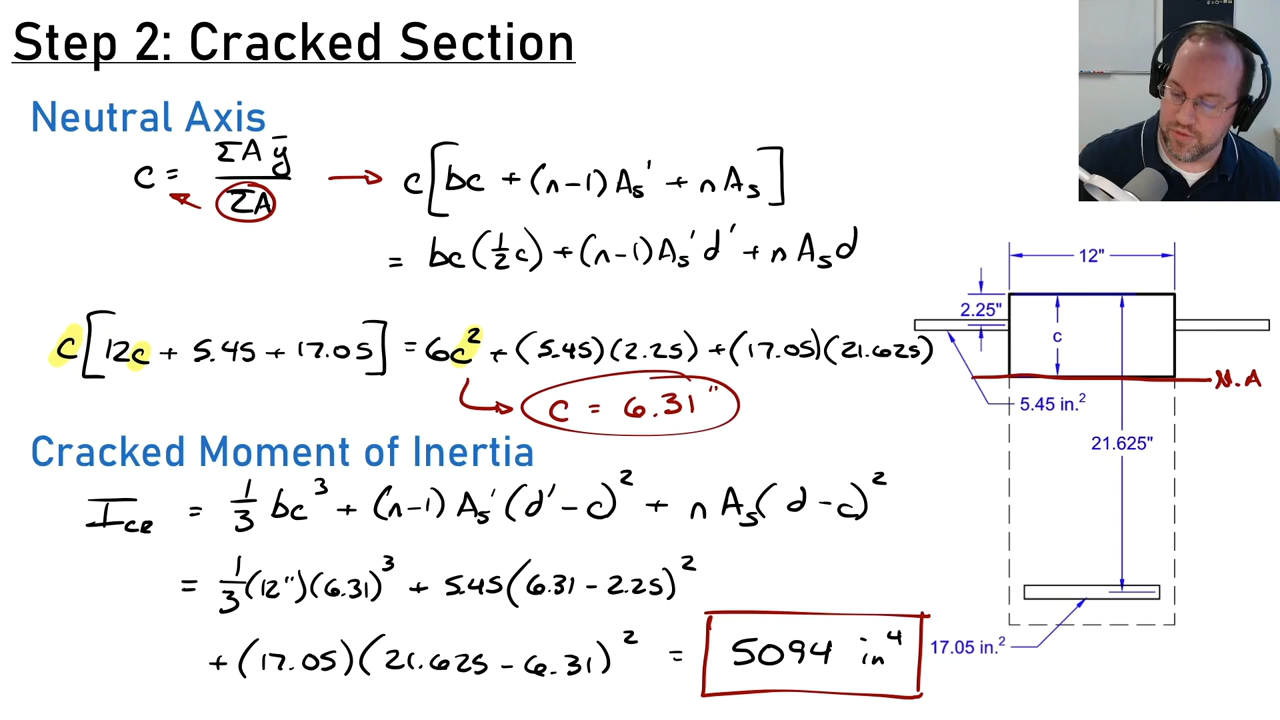 Step 2: Cracked Section
Neutral Axis
c = ΣA ȳ / ΣA → c[bc + (n-1)As' + nAs]
= bc(½c) + (n-1)As'd' + nAsd
c[12c + 5.45 + 17.05] = 6c² + (5.45)(2.25) + (17.05)(21.625)
c = 6.31"
Cracked Moment of Inertia
Icr = 1/3 bc³ + (n-1)As'(d'-c)² + nAs(d-c)²
= 1/3(12")(6.31)³ + 5.45(6.31-2.25)²
+ (17.05)(21.625-6.31)² = 5094 in⁴
12"
2.25"
c
N.A
5.45 in.²
21.625"
17.05 in.²